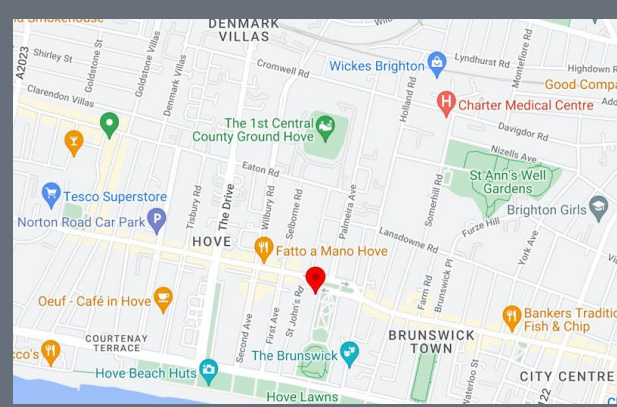 DENMARK
VILLAS
A2023
Shirley St
Goldstone St
Goldstone Villas
Denmark Villas
Clarendon Villas
Cromwell Rd
Wickes Brighton
Lyndhurst Rd
Montefiore Rd
Highdown R
Good Compa
Holland Rd
Charter Medical Centre
Add
Davigdor Rd
The 1st Central
County Ground Hove
Nizells Ave
St Ann's Well
Gardens
Eaton Rd
Tesco Superstore
Norton Road Car Park
Tisbury Rd
The Drive
Wilbury Rd
Selborne Rd
Palmeira Ave
Somerhill Rd
Brighton Girls
Furze Hill
York Ave
Lansdowne Rd
HOVE
Fatto a Mano Hove
Oeuf - Café in Hove
St John's Rd
First Ave
Second Ave
Farm Rd
Brunswick Pl
Bankers Traditio
Fish & Chip
COURTENAY
TERRACE
cco's
The Brunswick
BRUNSWICK
TOWN
Hove Beach Huts
Hove Lawns
Waterloo St
CITY CENTRE
122